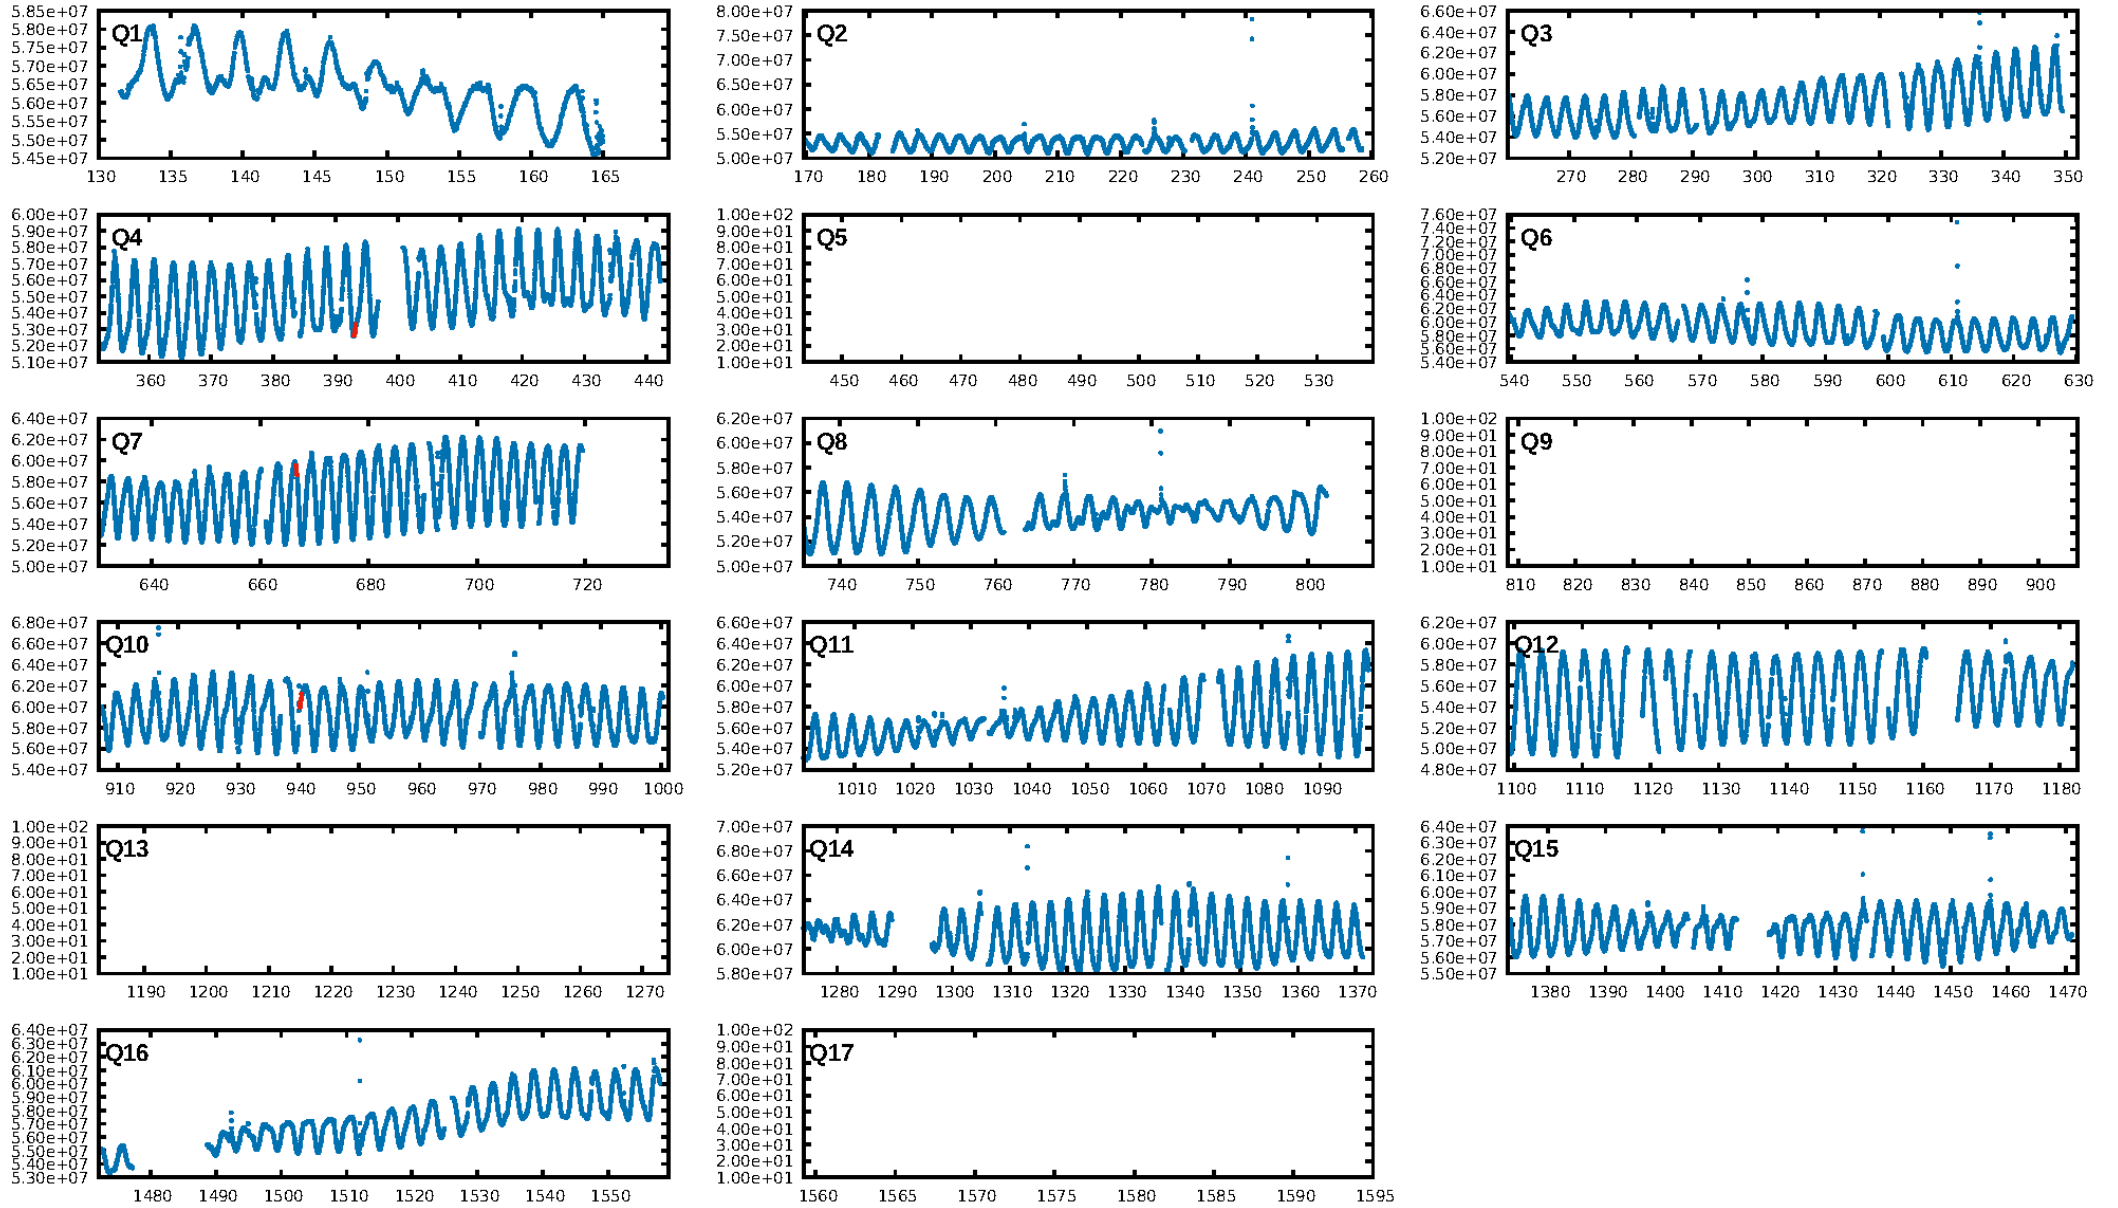 Q1
5.85e+07
5.80e+07
5.75e+07
5.70e+07
5.65e+07
5.60e+07
5.55e+07
5.50e+07
5.45e+07
130 135 140 145 150 155 160 165
Q2
8.00e+07
7.50e+07
7.00e+07
6.50e+07
6.00e+07
5.50e+07
5.00e+07
170 180 190 200 210 220 230 240 250 260
Q3
6.60e+07
6.40e+07
6.20e+07
6.00e+07
5.80e+07
5.60e+07
5.40e+07
5.20e+07
270 280 290 300 310 320 330 340 350
Q4
6.00e+07
5.90e+07
5.80e+07
5.70e+07
5.60e+07
5.50e+07
5.40e+07
5.30e+07
5.20e+07
5.10e+07
360 370 380 390 400 410 420 430 440
Q5
1.00e+02
9.00e+01
8.00e+01
7.00e+01
6.00e+01
5.00e+01
4.00e+01
3.00e+01
2.00e+01
1.00e+01
450 460 470 480 490 500 510 520 530
Q6
7.60e+07
7.40e+07
7.20e+07
7.00e+07
6.80e+07
6.60e+07
6.40e+07
6.20e+07
6.00e+07
5.80e+07
5.60e+07
5.40e+07
540 550 560 570 580 590 600 610 620 630
Q7
6.40e+07
6.20e+07
6.00e+07
5.80e+07
5.60e+07
5.40e+07
5.20e+07
5.00e+07
640 660 680 700 720
Q8
6.20e+07
6.00e+07
5.80e+07
5.60e+07
5.40e+07
5.20e+07
5.00e+07
740 750 760 770 780 790 800
Q9
1.00e+02
9.00e+01
8.00e+01
7.00e+01
6.00e+01
5.00e+01
4.00e+01
3.00e+01
2.00e+01
1.00e+01
810 820 830 840 850 860 870 880 890 900
Q10
6.80e+07
6.60e+07
6.40e+07
6.20e+07
6.00e+07
5.80e+07
5.60e+07
5.40e+07
910 920 930 940 950 960 970 980 990 1000
Q11
6.60e+07
6.40e+07
6.20e+07
6.00e+07
5.80e+07
5.60e+07
5.40e+07
5.20e+07
1010 1020 1030 1040 1050 1060 1070 1080 1090
Q12
6.20e+07
6.00e+07
5.80e+07
5.60e+07
5.40e+07
5.20e+07
5.00e+07
4.80e+07
1100 1110 1120 1130 1140 1150 1160 1170 1180
Q13
1.00e+02
9.00e+01
8.00e+01
7.00e+01
6.00e+01
5.00e+01
4.00e+01
3.00e+01
2.00e+01
1.00e+01
1190 1200 1210 1220 1230 1240 1250 1260 1270
Q14
7.00e+07
6.80e+07
6.60e+07
6.40e+07
6.20e+07
6.00e+07
5.80e+07
1280 1290 1300 1310 1320 1330 1340 1350 1360 1370
Q15
6.40e+07
6.30e+07
6.20e+07
6.10e+07
6.00e+07
5.90e+07
5.80e+07
5.70e+07
5.60e+07
5.50e+07
1380 1390 1400 1410 1420 1430 1440 1450 1460 1470
Q16
6.40e+07
6.30e+07
6.20e+07
6.10e+07
6.00e+07
5.90e+07
5.80e+07
5.70e+07
5.60e+07
5.50e+07
5.40e+07
5.30e+07
1480 1490 1500 1510 1520 1530 1540 1550
Q17
1.00e+02
9.00e+01
8.00e+01
7.00e+01
6.00e+01
5.00e+01
4.00e+01
3.00e+01
2.00e+01
1.00e+01
1560 1565 1570 1575 1580 1585 1590 1595